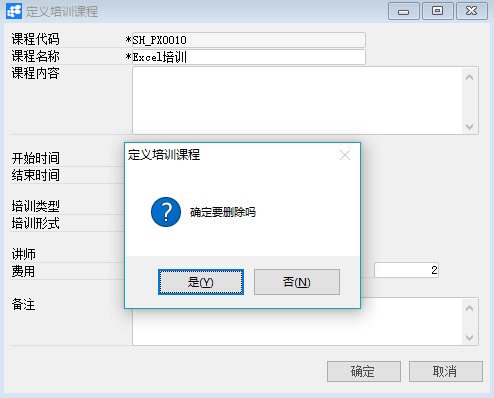 定义培训课程
课程代码 *SH_PX0010
课程名称 *Excel培训
课程内容
开始时间
结束时间
培训类型
培训形式
讲师
费用 2
备注
定义培训课程
确定要删除吗
是(Y) 否(N)
确定 取消